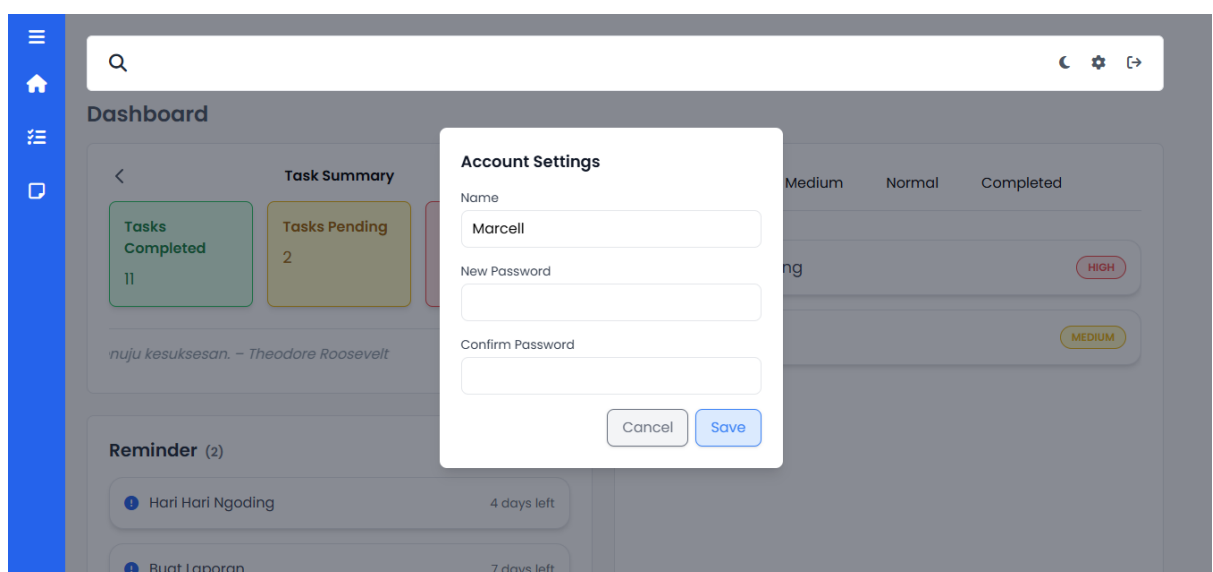 Dashboard
Task Summary
Tasks
Completed
11
Tasks Pending
2
nuju kesuksesan. – Theodore Roosevelt
Reminder (2)
Hari Hari Ngoding
4 days left
Buat Laporan
7 days left
Account Settings
Name
Marcell
New Password
Confirm Password
Cancel
Save
Medium
Normal
Completed
ng
HIGH
MEDIUM